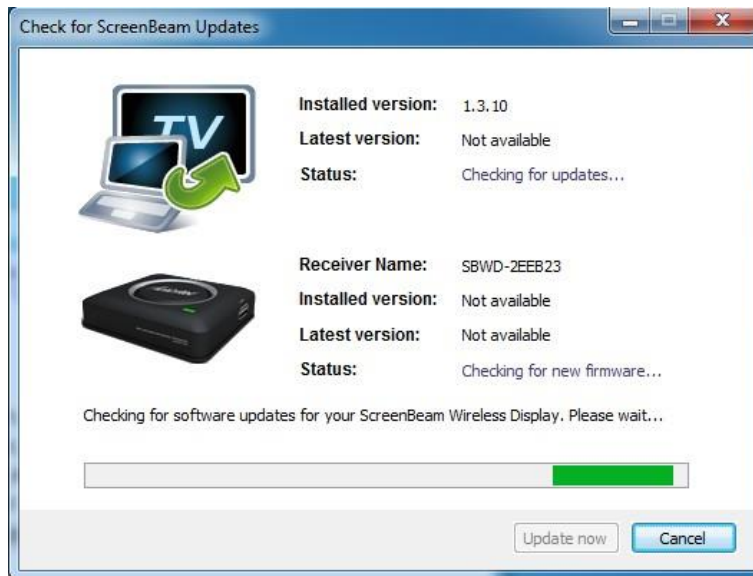 Check for ScreenBeam Updates
TV
Installed version: 1.3.10
Latest version: Not available
Status: Checking for updates...
Receiver Name: SBWD-2EEB23
Installed version: Not available
Latest version: Not available
Status: Checking for new firmware...
Checking for software updates for your ScreenBeam Wireless Display. Please wait...
Update now Cancel